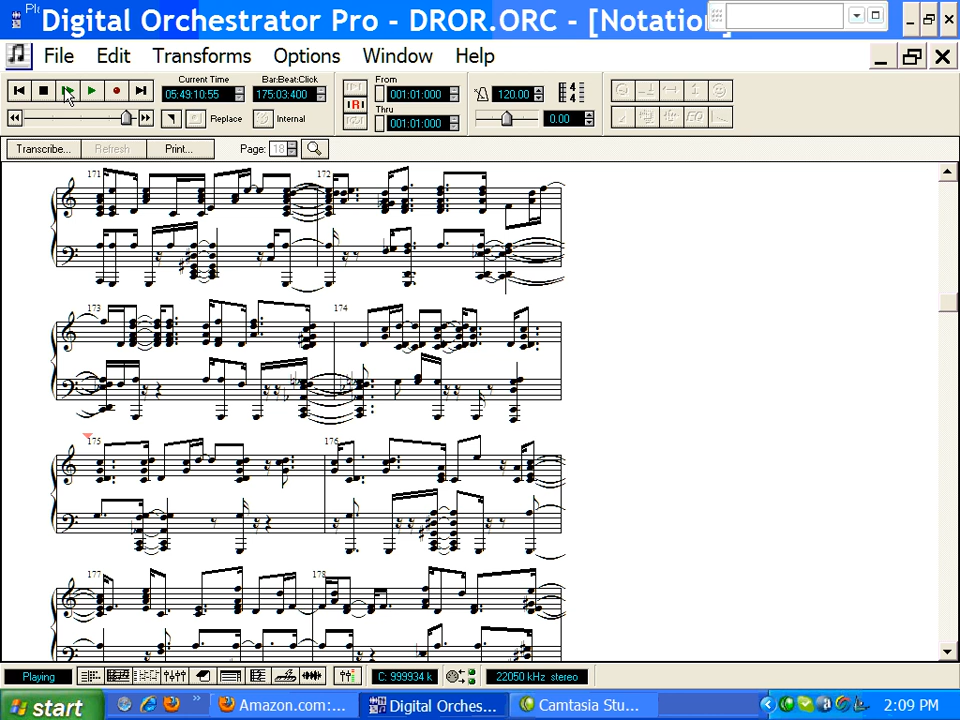 Digital Orchestrator Pro - DROR.ORC - [Notation]
File Edit Transforms Options Window Help
Current Time Bar:Beat:Click From
05:49:10:55 175:03:400 001:01:000 120.00 4 4
Replace Internal Thru 001:01:000 0.00
Transcribe... Refresh Print... Page: 18
171 172
173 174
175 176
177 178
Playing C: 999934 k 22050 kHz stereo
start Amazon.com:... Digital Orches... Camtasia Stu... 2:09 PM